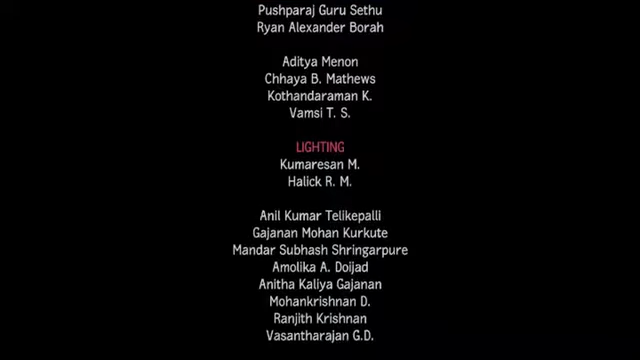 Pushparaj Guru Sethu
Ryan Alexander Borah
Aditya Menon
Chhaya B. Mathews
Kothandaraman K.
Vamsi T. S.
LIGHTING
Kumaresan M.
Halick R. M.
Anil Kumar Telikepalli
Gajanan Mohan Kurkute
Mandar Subhash Shringarpure
Amolika A. Doijad
Anitha Kaliya Gajanan
Mohankrishnan D.
Ranjith Krishnan
Vasantharajan G.D.